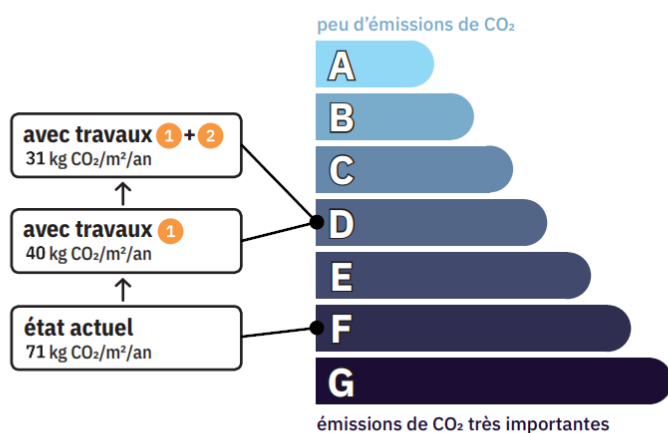 peu d'émissions de CO₂
A
B
C
D
E
F
G
émissions de CO₂ très importantes
avec travaux 1 + 2
31 kg CO₂/m²/an
avec travaux 1
40 kg CO₂/m²/an
état actuel
71 kg CO₂/m²/an